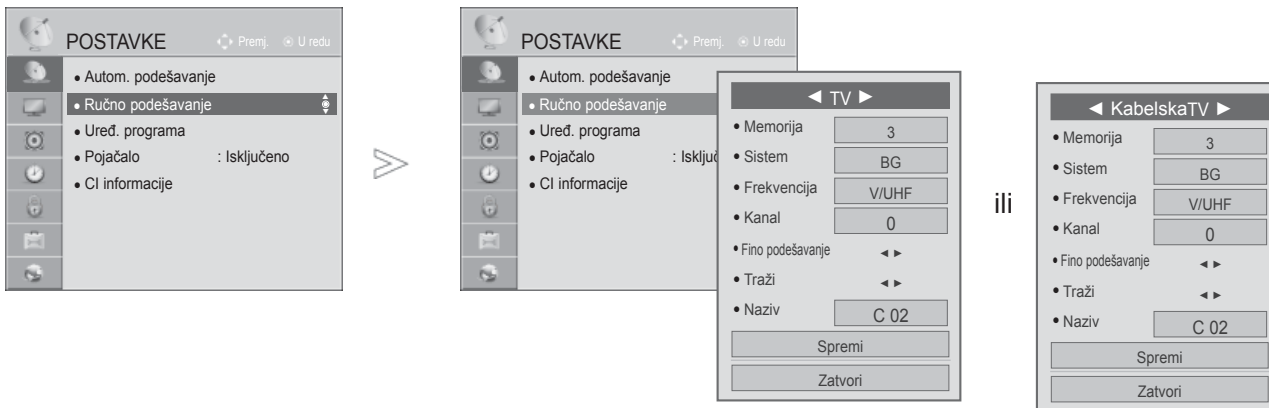 POSTAVKE Premj. U redu
• Autom. podešavanje
• Ručno podešavanje
• Uređ. programa
• Pojačalo : Isključeno
• CI informacije
POSTAVKE Premj. U redu
• Autom. podešavanje
• Ručno podešavanje
• Uređ. programa
• Pojačalo : Isključ
• CI informacije
◄ TV ►
• Memorija 3
• Sistem BG
• Frekvencija V/UHF
• Kanal 0
• Fino podešavanje ◄ ►
• Traži ◄ ►
• Naziv C 02
Spremi
Zatvori
ili
◄ KabelskaTV ►
• Memorija 3
• Sistem BG
• Frekvencija V/UHF
• Kanal 0
• Fino podešavanje ◄ ►
• Traži ◄ ►
• Naziv C 02
Spremi
Zatvori